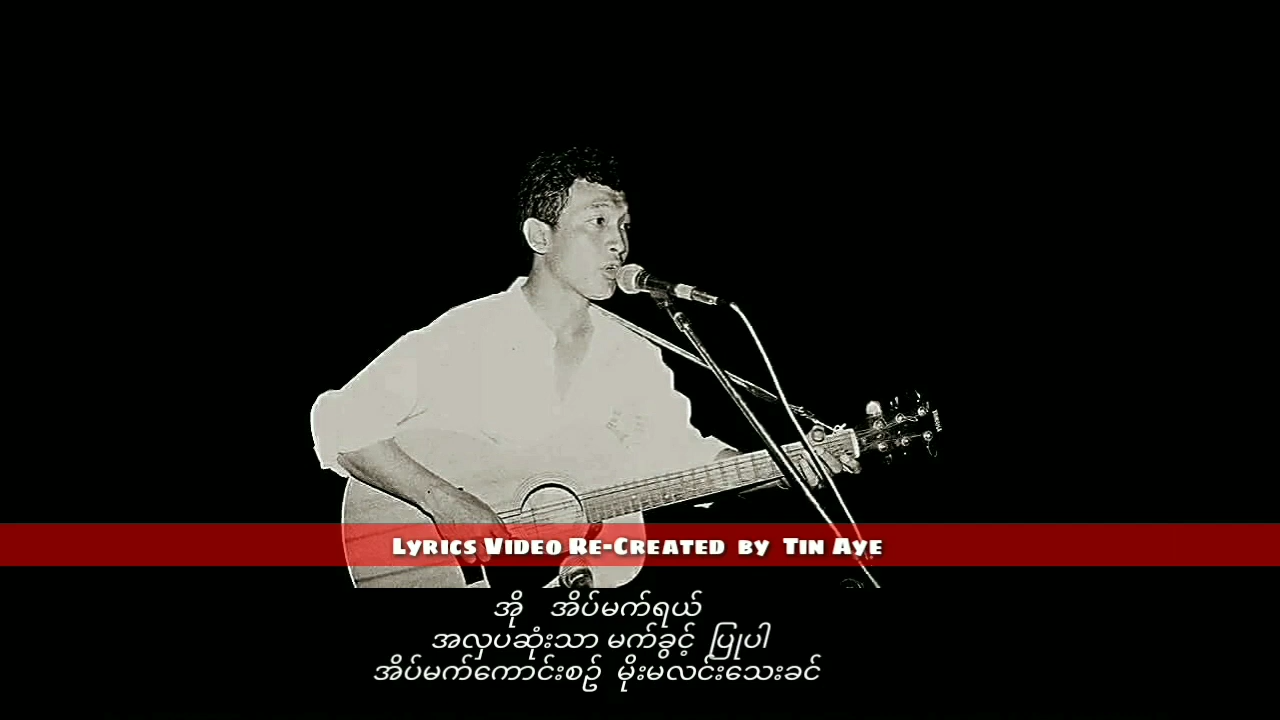 Lyrics Video Re-Created by Tin Aye
အို အိပ်မက်ရယ်
အလှပဆုံးသာ မက်ခွင့် ပြုပါ
အိပ်မက်ကောင်းစဥ် မိုးမလင်းသေးခင်